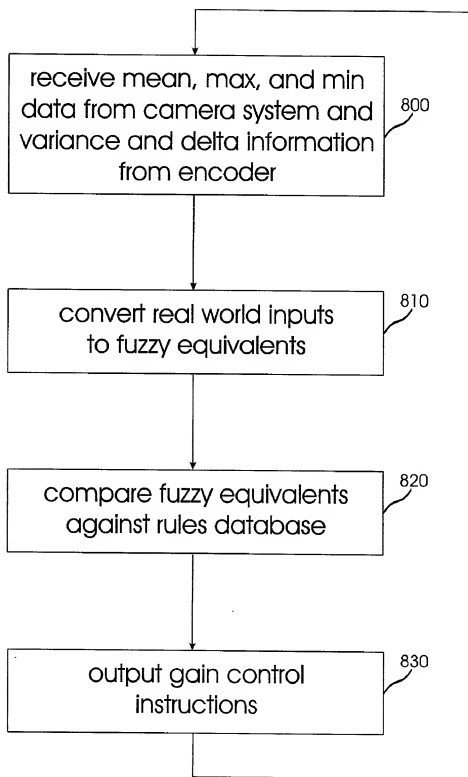 receive mean, max, and min
data from camera system and
variance and delta information
from encoder
800
convert real world inputs
to fuzzy equivalents
810
compare fuzzy equivalents
against rules database
820
output gain control
instructions
830